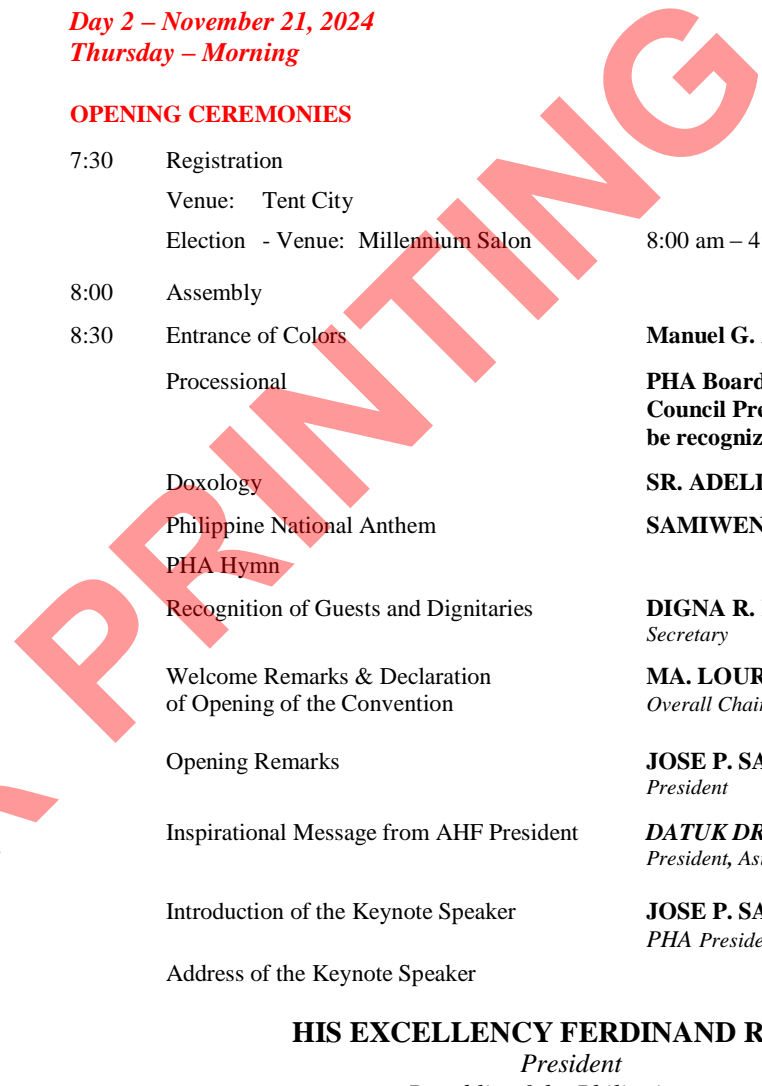 Day 2 – November 21, 2024
Thursday – Morning
OPENING CEREMONIES
7:30 Registration
Venue: Tent City
Election - Venue: Millennium Salon 8:00 am – 4
8:00 Assembly
8:30 Entrance of Colors Manuel G.
Processional PHA Board
Council Pre
be recogniz
Doxology SR. ADELI
Philippine National Anthem SAMIWEN
PHA Hymn
Recognition of Guests and Dignitaries DIGNA R.
Secretary
Welcome Remarks & Declaration MA. LOUR
of Opening of the Convention Overall Chair
Opening Remarks JOSE P. SA
President
Inspirational Message from AHF President DATUK DR
President, Asi
Introduction of the Keynote Speaker JOSE P. SA
PHA Preside
Address of the Keynote Speaker
HIS EXCELLENCY FERDINAND R
President
PRINTING